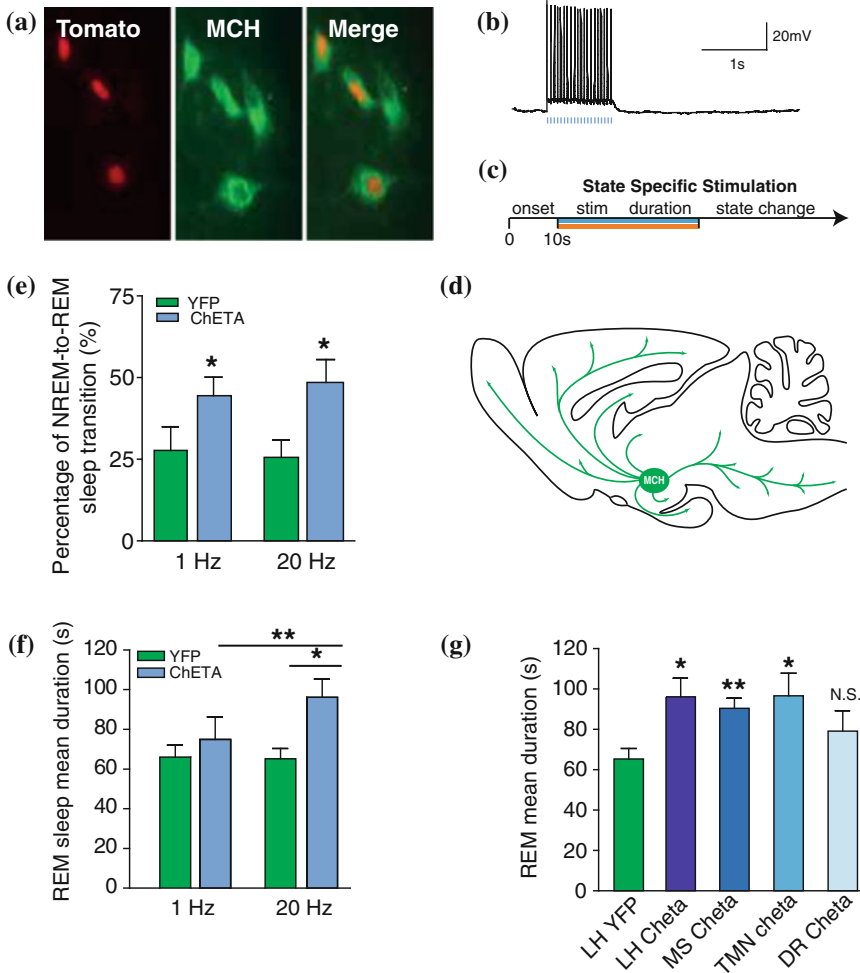 (a)
Tomato
MCH
Merge
(b)
20mV
1s
(c)
State Specific Stimulation
onset stim duration state change
0 10s
(e)
Percentage of NREM-to-REM
sleep transition (%)
75
50
25
0
YFP
ChETA
*
*
1 Hz 20 Hz
(d)
MCH
(f)
REM sleep mean duration (s)
120
100
80
60
40
20
0
YFP
ChETA
**
*
1 Hz 20 Hz
(g)
REM mean duration (s)
120
100
80
60
40
20
0
*
**
*
N.S.
LH YFP
LH Cheta
MS Cheta
TMN cheta
DR Cheta